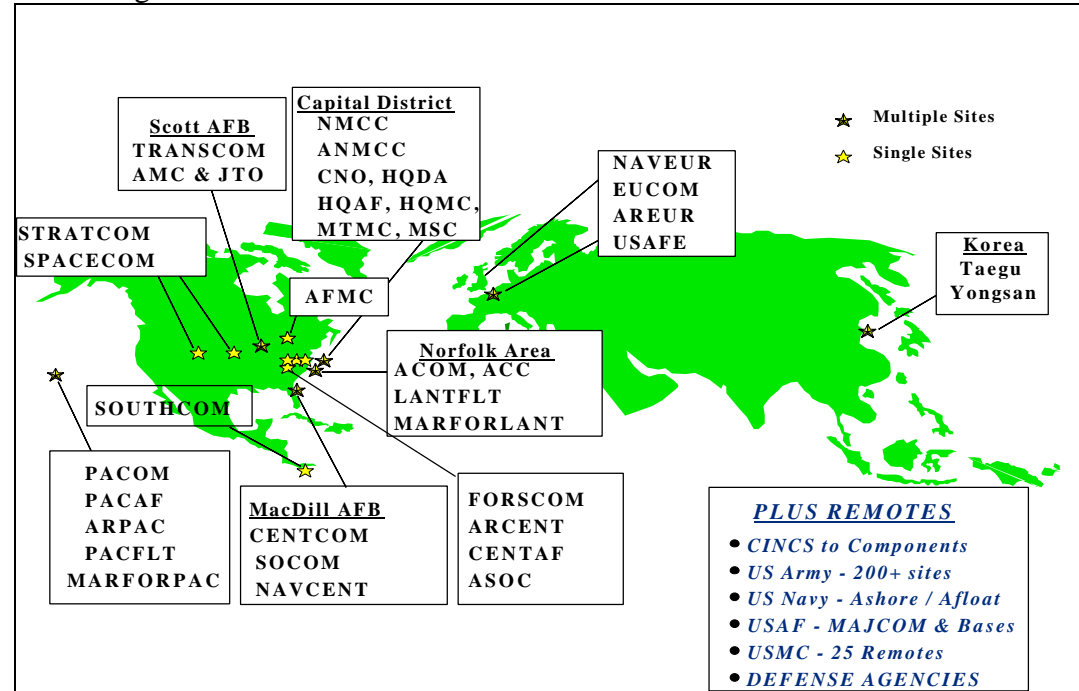 Capital District
NMCC
ANMCC
CNO, HQDA
HQAF, HQMC,
MTMC, MSC
Scott AFB
TRANSCOM
AMC & JTO
Multiple Sites
Single Sites
NAVEUR
EUCOM
AREUR
USAFE
STRATCOM
SPACECOM
Korea
Taegu
Yongsan
AFMC
Norfolk Area
ACOM, ACC
LANTFLT
MARFORLANT
SOUTHCOM
PACOM
PACAF
ARPAC
PACFLT
MARFORPAC
MacDill AFB
CENTCOM
SOCOM
NAVCENT
FORSCOM
ARCENT
CENTAF
ASOC
PLUS REMOTES
• CINCS to Components
• US Army - 200+ sites
• US Navy - Ashore / Afloat
• USAF - MAJCOM & Bases
• USMC - 25 Remotes
• DEFENSE AGENCIES